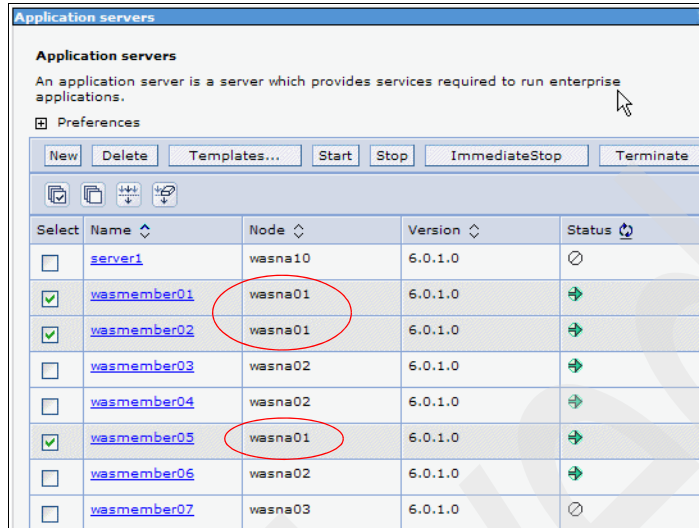 Application servers
Application servers
An application server is a server which provides services required to run enterprise
applications.
Preferences
New Delete Templates... Start Stop ImmediateStop Terminate
Select Name Node Version Status
server1 wasna10 6.0.1.0
wasmember01 wasna01 6.0.1.0
wasmember02 wasna01 6.0.1.0
wasmember03 wasna02 6.0.1.0
wasmember04 wasna02 6.0.1.0
wasmember05 wasna01 6.0.1.0
wasmember06 wasna02 6.0.1.0
wasmember07 wasna03 6.0.1.0